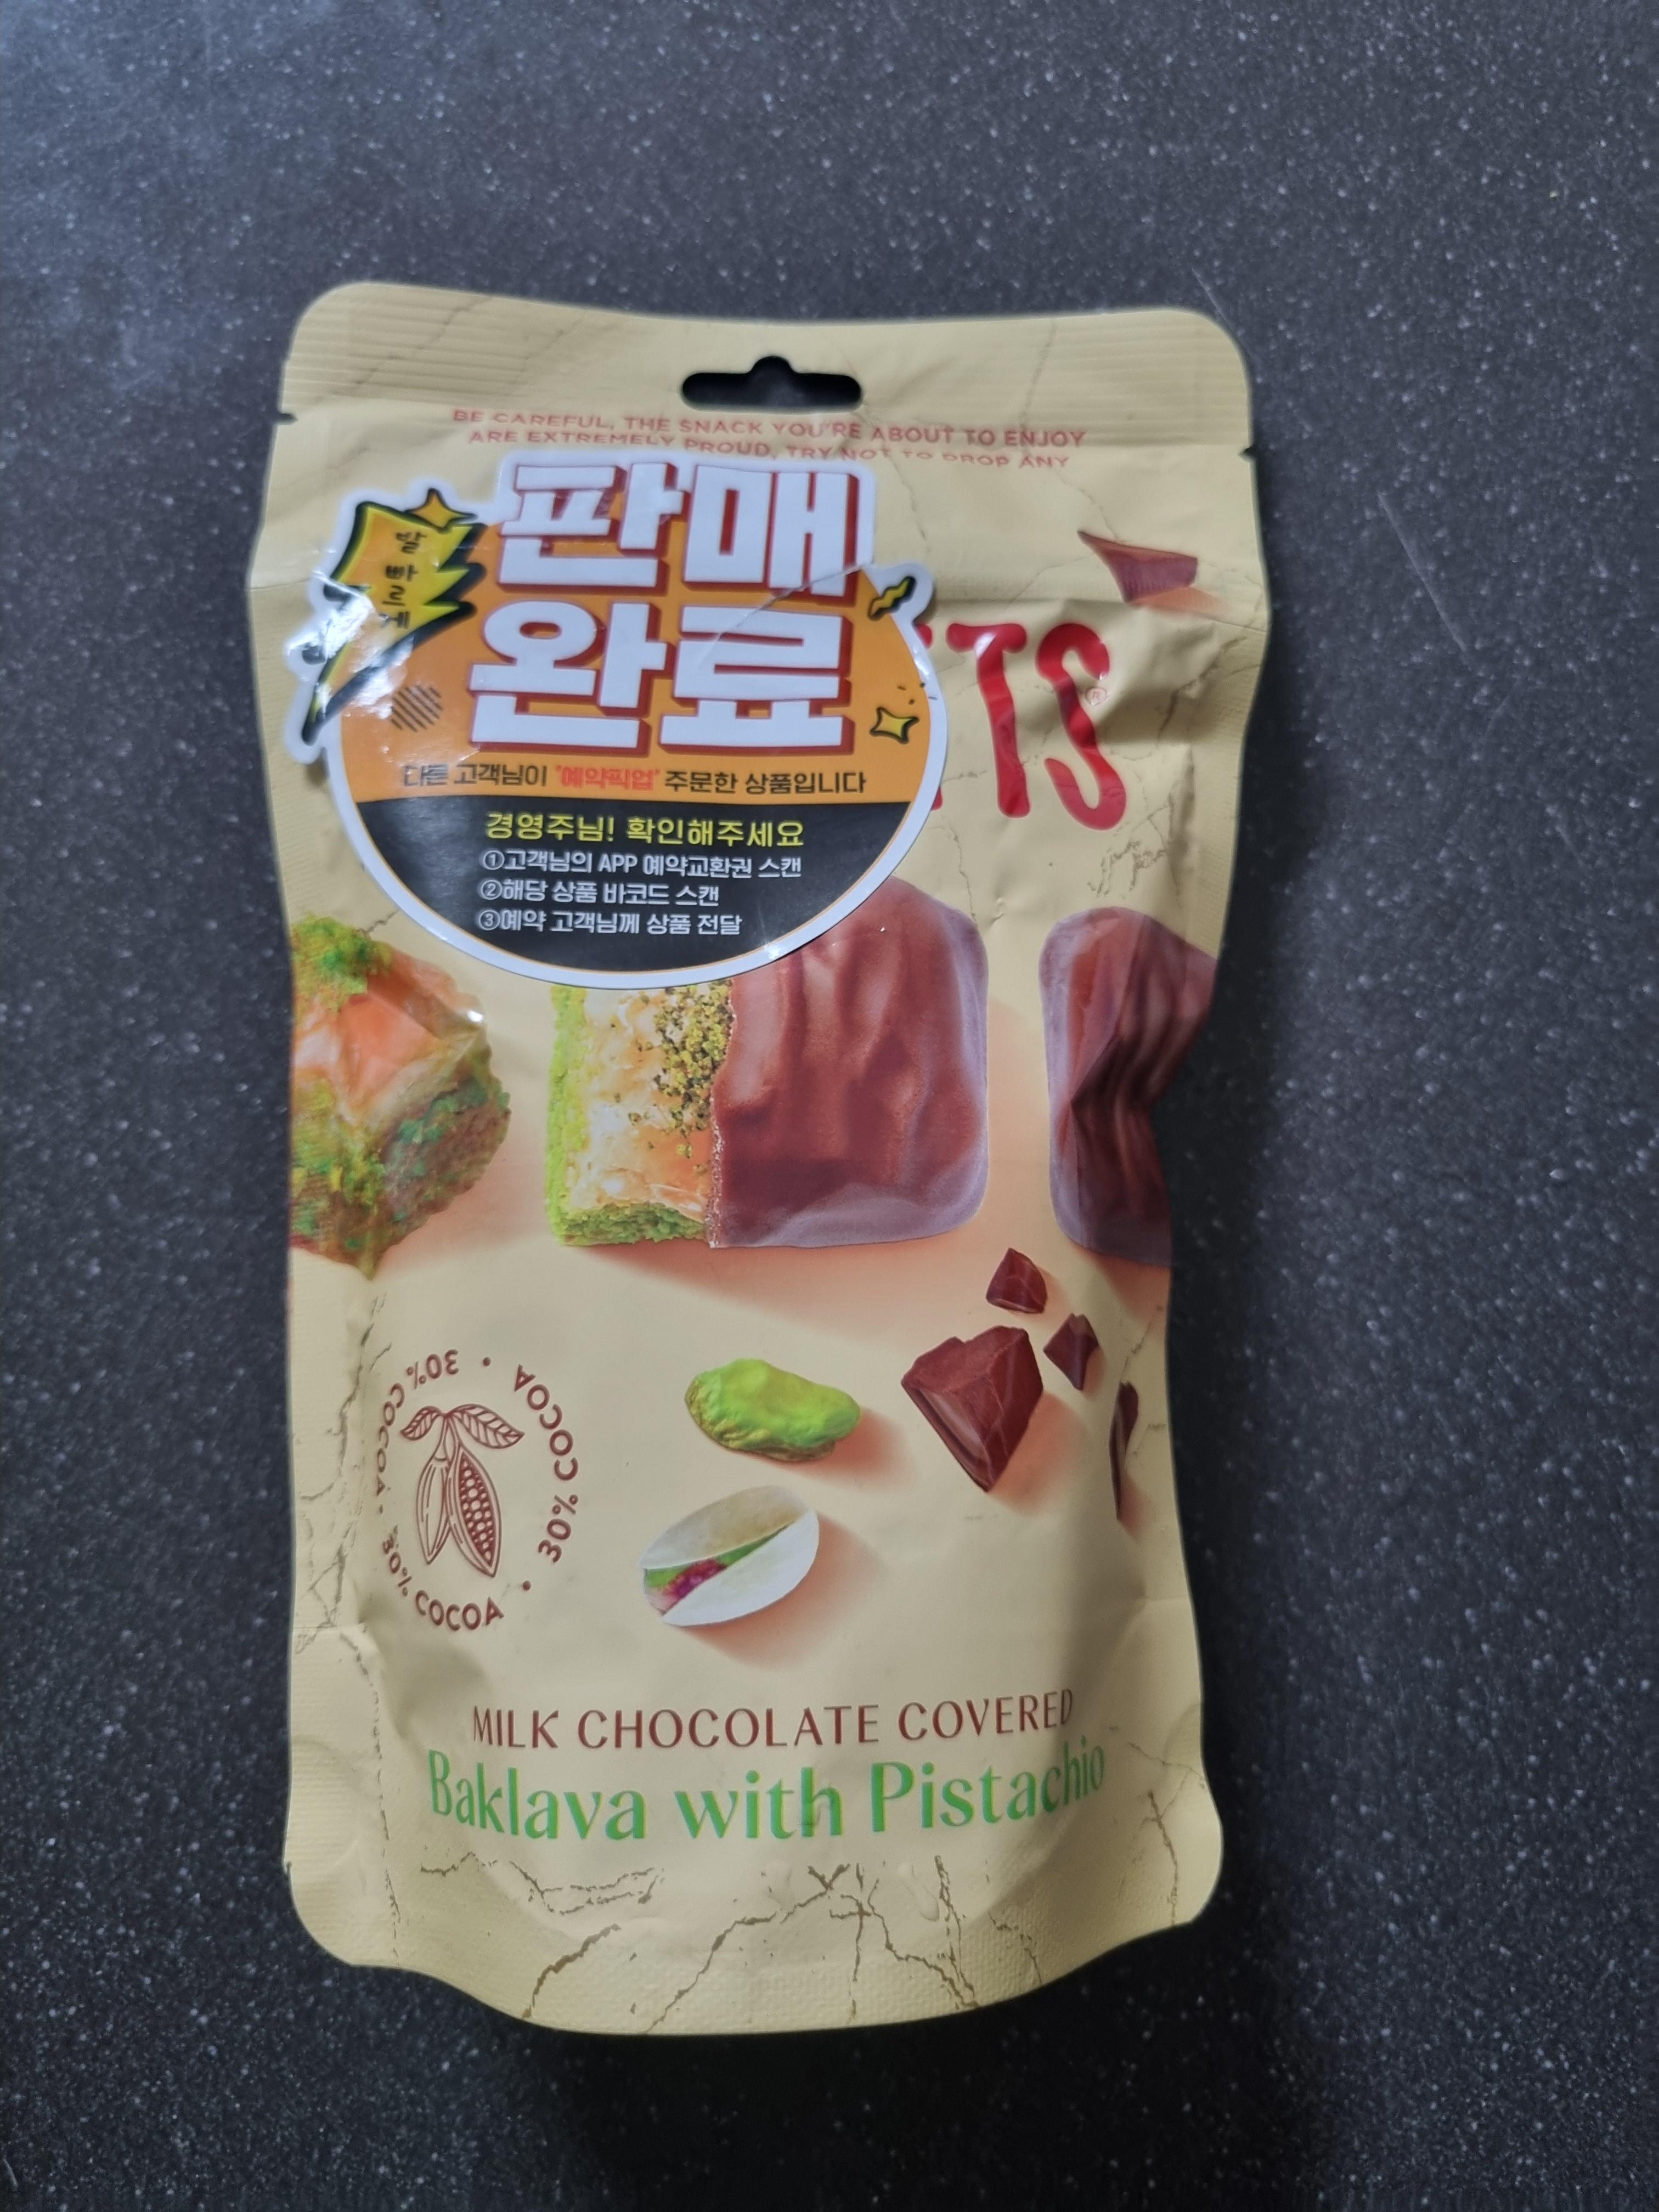 BE CAREFUL, THE SNACK YOU'RE ABOUT TO ENJOY
ARE EXTREMELY PROUD, TRY NOT TO DROP ANY
발빠르게
판매
완료
TS
®
다른 고객님이 "예약픽업" 주문한 상품입니다
경영주님! 확인해주세요
①고객님의 APP 예약교환권 스캔
②해당 상품 바코드 스캔
③예약 고객님께 상품 전달
30% COCOA • 30% COCOA • 30% COCOA •
MILK CHOCOLATE COVERED
Baklava with Pistachio